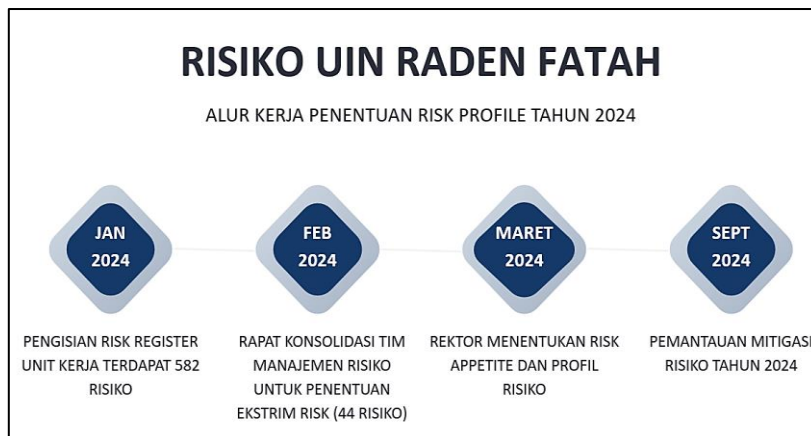 RISIKO UIN RADEN FATAH
ALUR KERJA PENENTUAN RISK PROFILE TAHUN 2024
JAN
2024
FEB
2024
MARET
2024
SEPT
2024
PENGISIAN RISK REGISTER
UNIT KERJA TERDAPAT 582
RISIKO
RAPAT KONSOLIDASI TIM
MANAJEMEN RISIKO
UNTUK PENENTUAN
EKSTRIM RISK (44 RISIKO)
REKTOR MENENTUKAN RISK
APPETITE DAN PROFIL
RISIKO
PEMANTAUAN MITIGASI
RISIKO TAHUN 2024